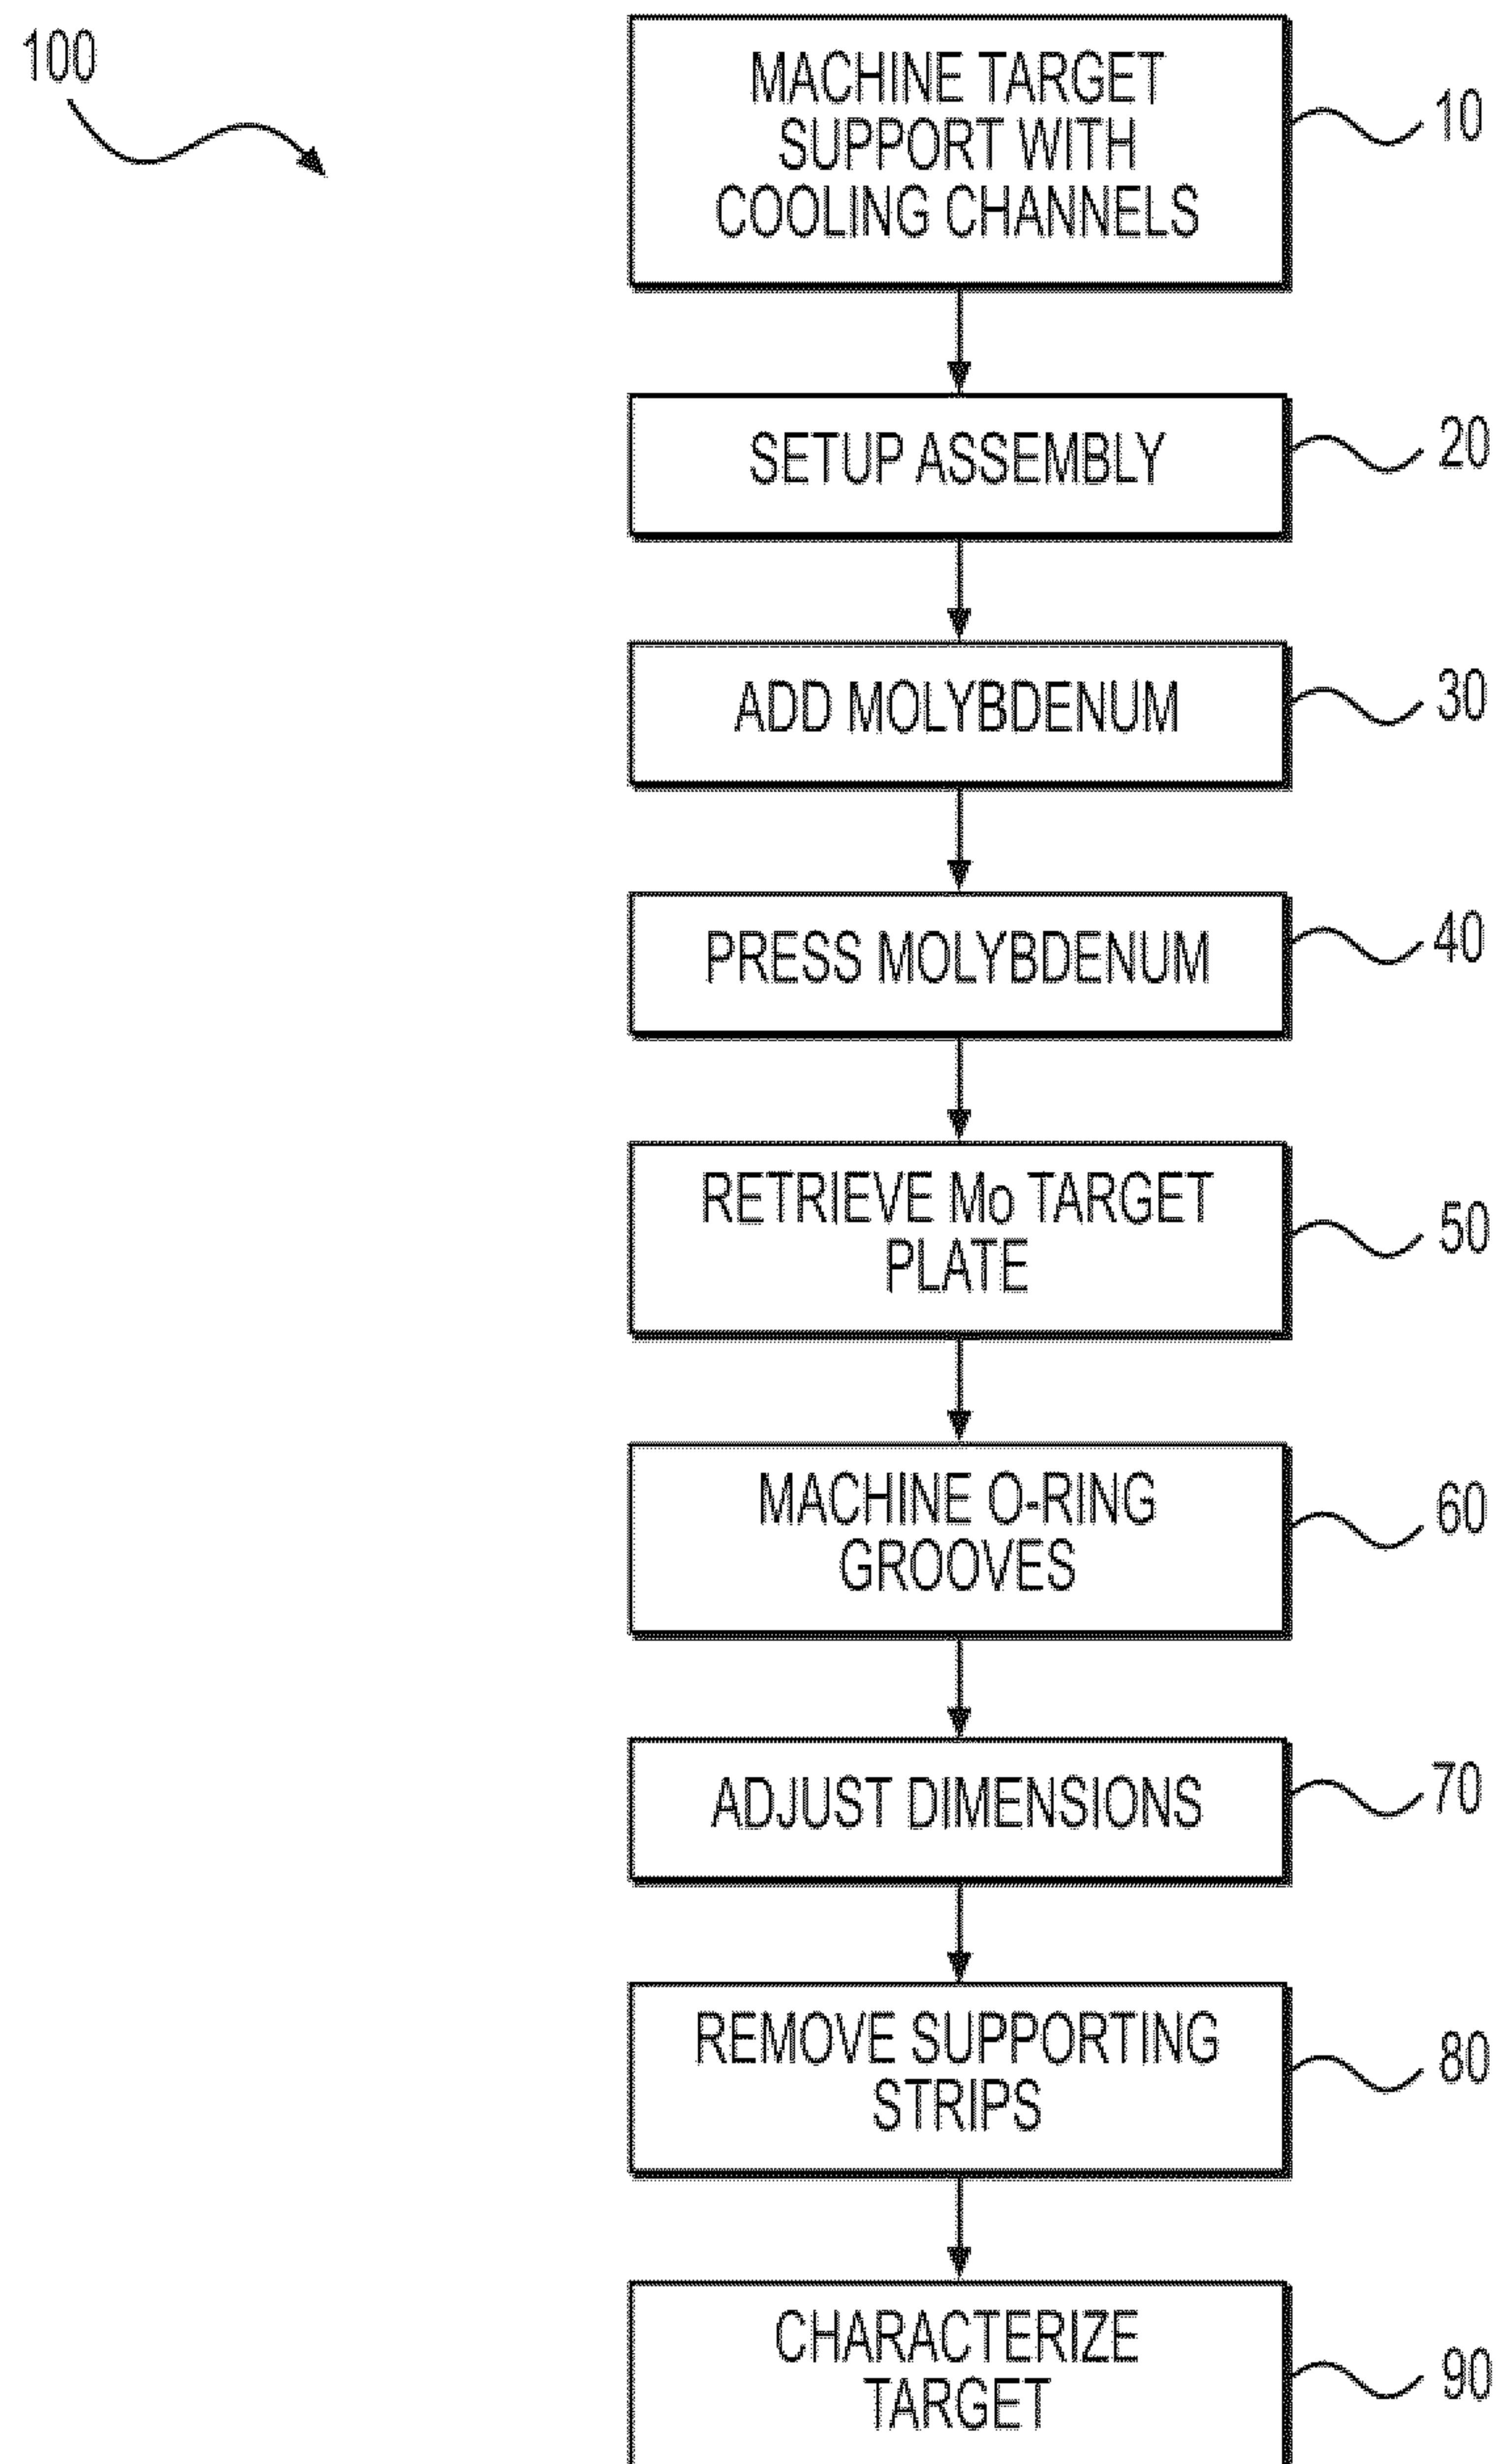 100
MACHINE TARGET
SUPPORT WITH
COOLING CHANNELS
10
SETUP ASSEMBLY
20
ADD MOLYBDENUM
30
PRESS MOLYBDENUM
40
RETRIEVE Mo TARGET
PLATE
50
MACHINE O-RING
GROOVES
60
ADJUST DIMENSIONS
70
REMOVE SUPPORTING
STRIPS
80
CHARACTERIZE
TARGET
90